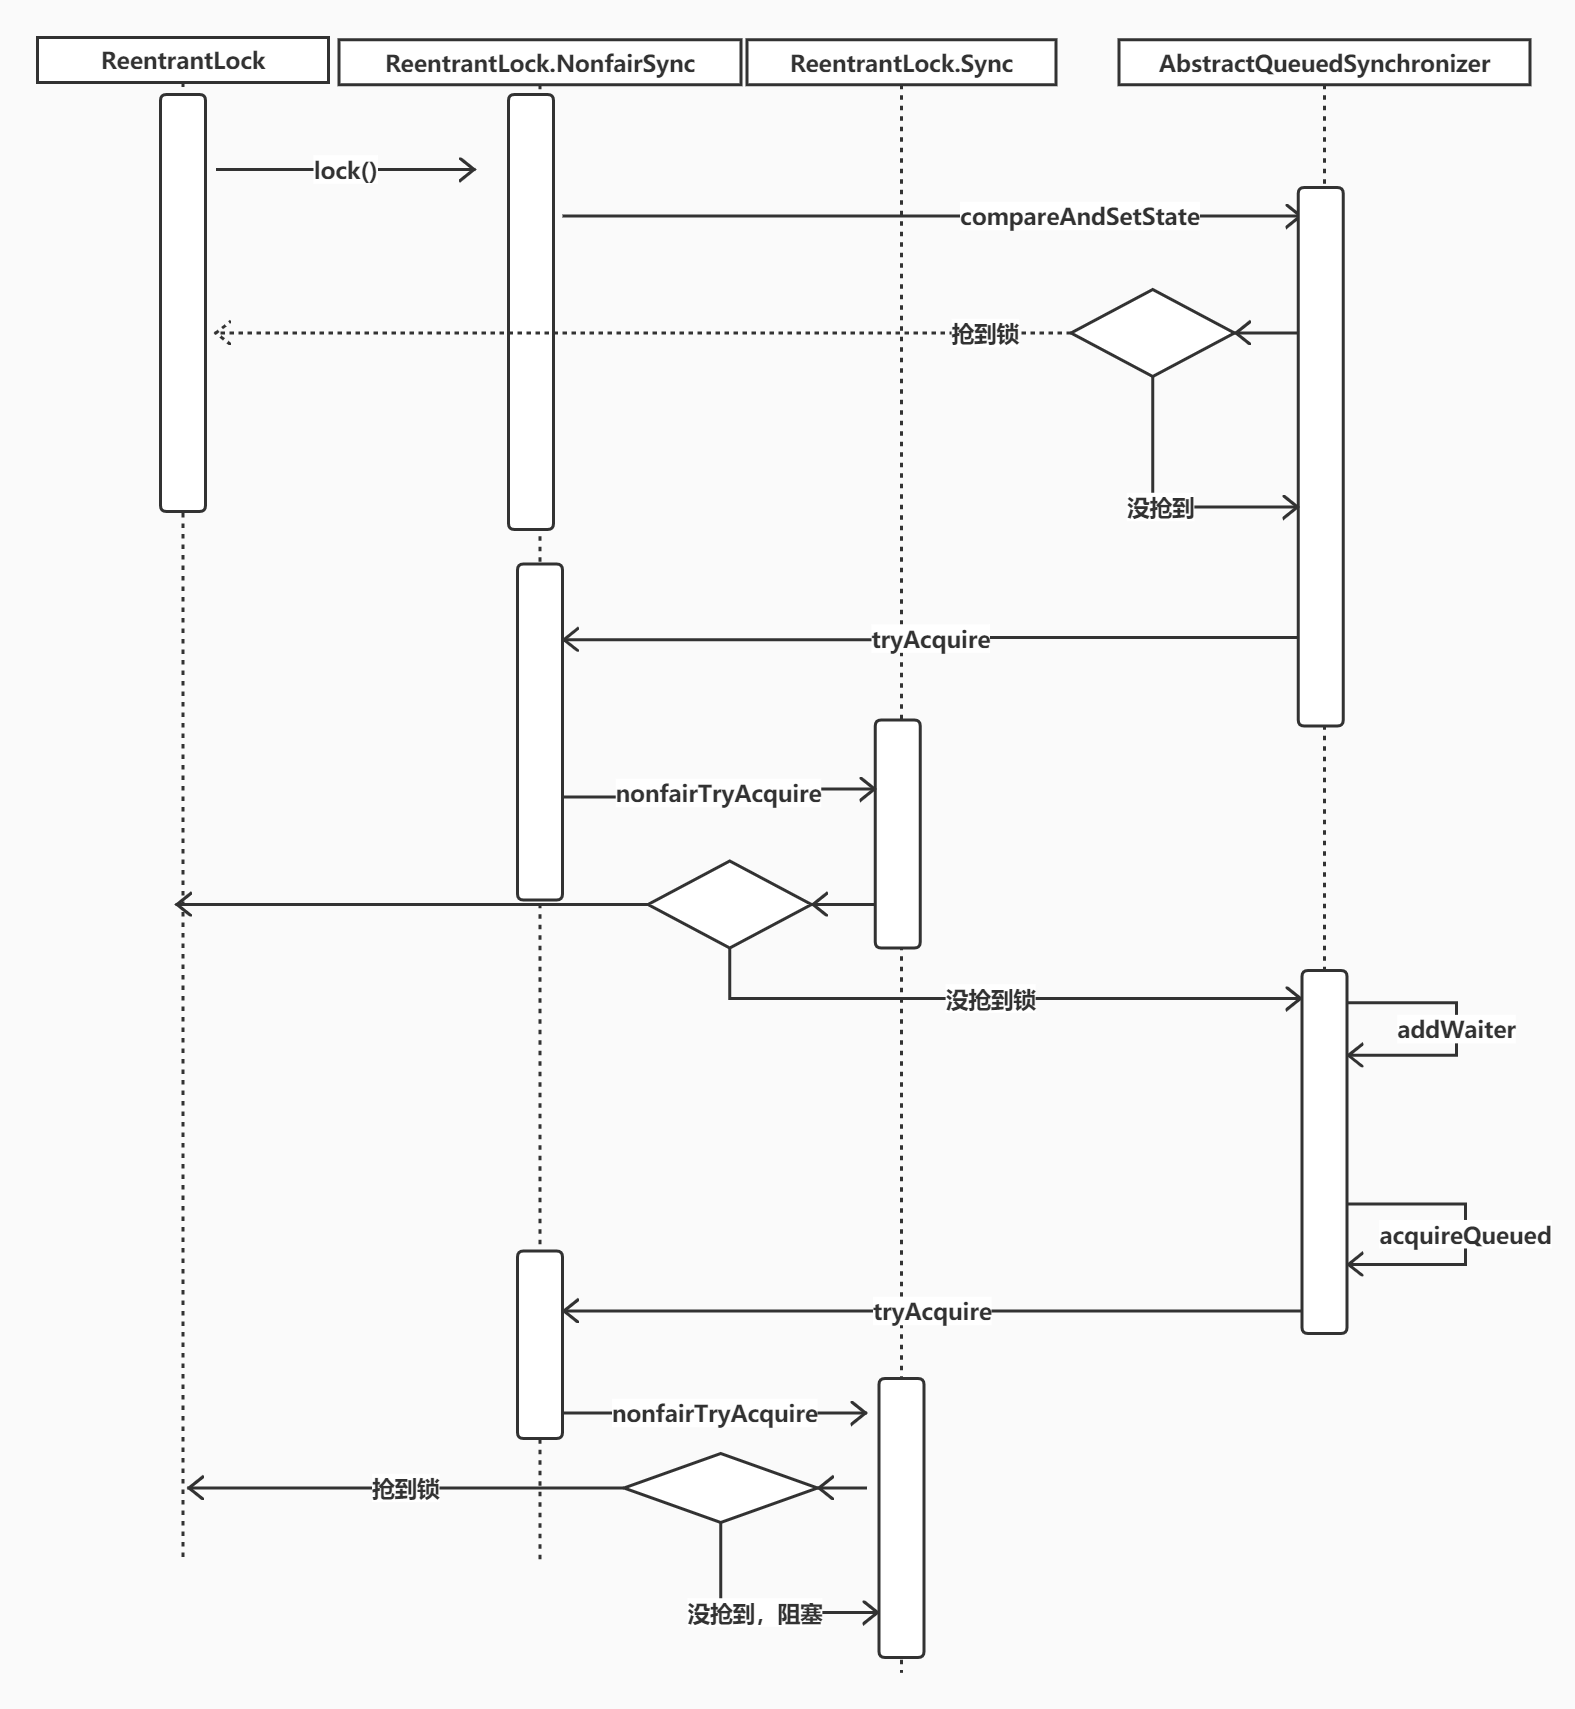 ReentrantLock
ReentrantLock.NonfairSync
ReentrantLock.Sync
AbstractQueuedSynchronizer
lock()
compareAndSetState
抢到锁
没抢到
tryAcquire
nonfairTryAcquire
没抢到锁
addWaiter
acquireQueued
tryAcquire
nonfairTryAcquire
抢到锁
没抢到，阻塞